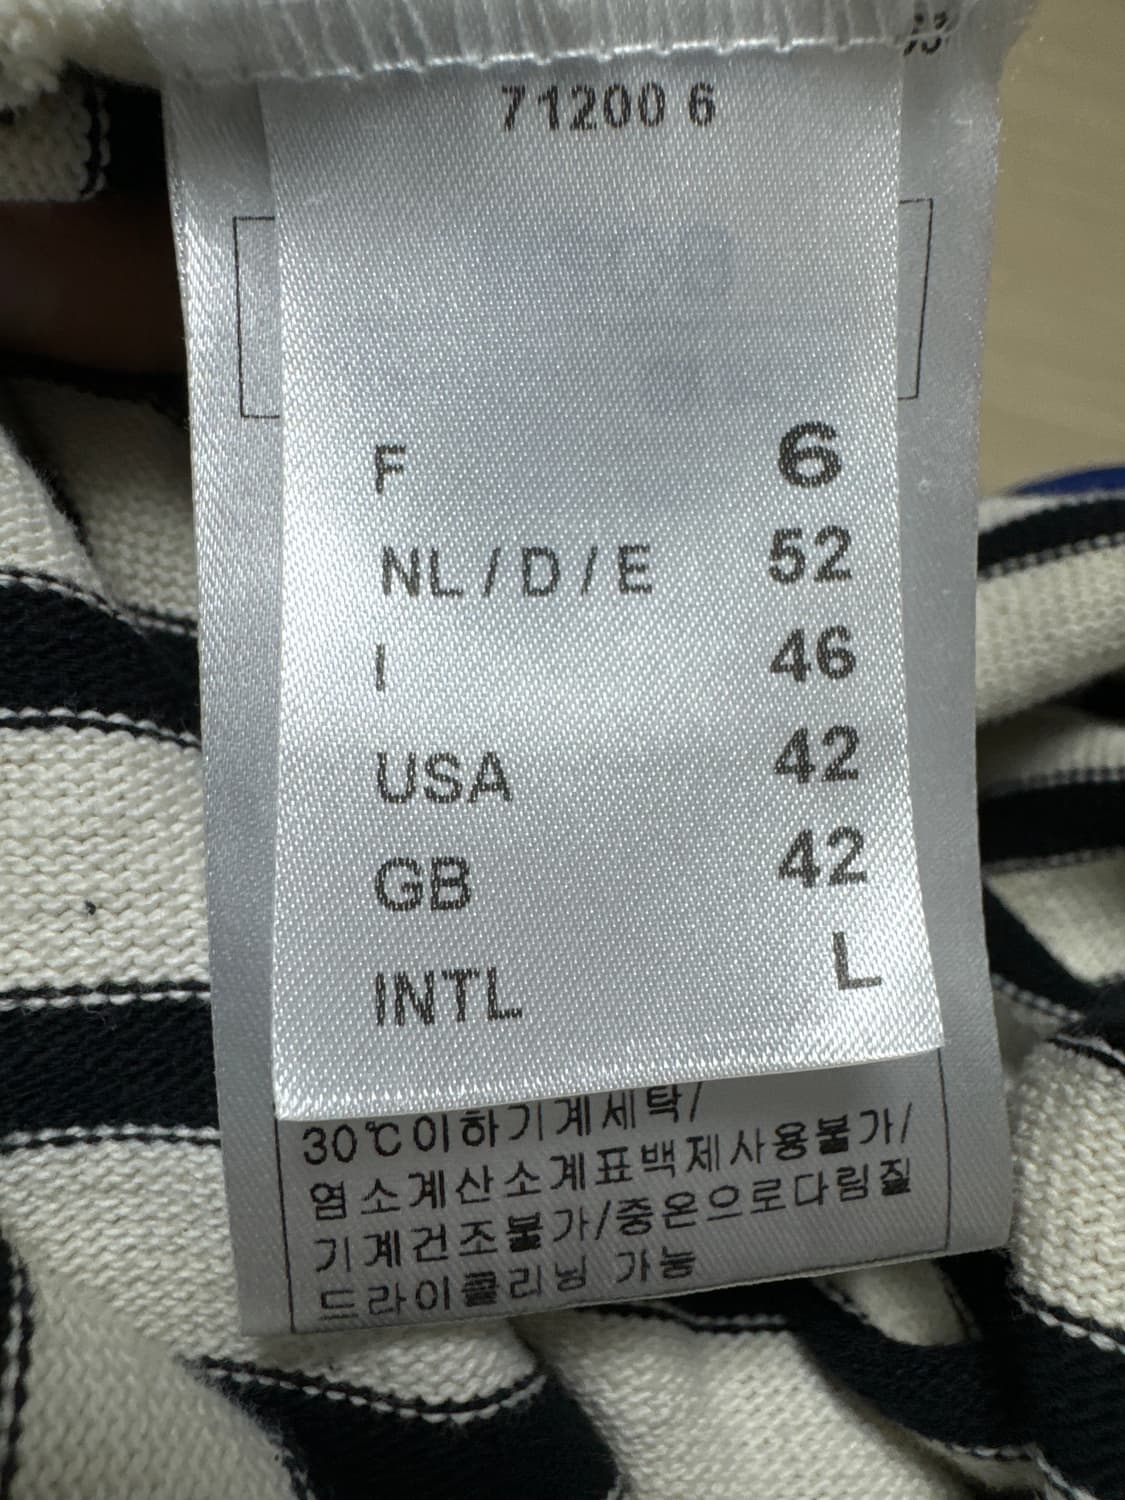 71200 6
F 6
NL / D / E 52
I 46
USA 42
GB 42
INTL L
30℃이하기계세탁/
염소계산소계표백제사용불가/
기계건조불가/중온으로다림질
드라이클리닝 가능